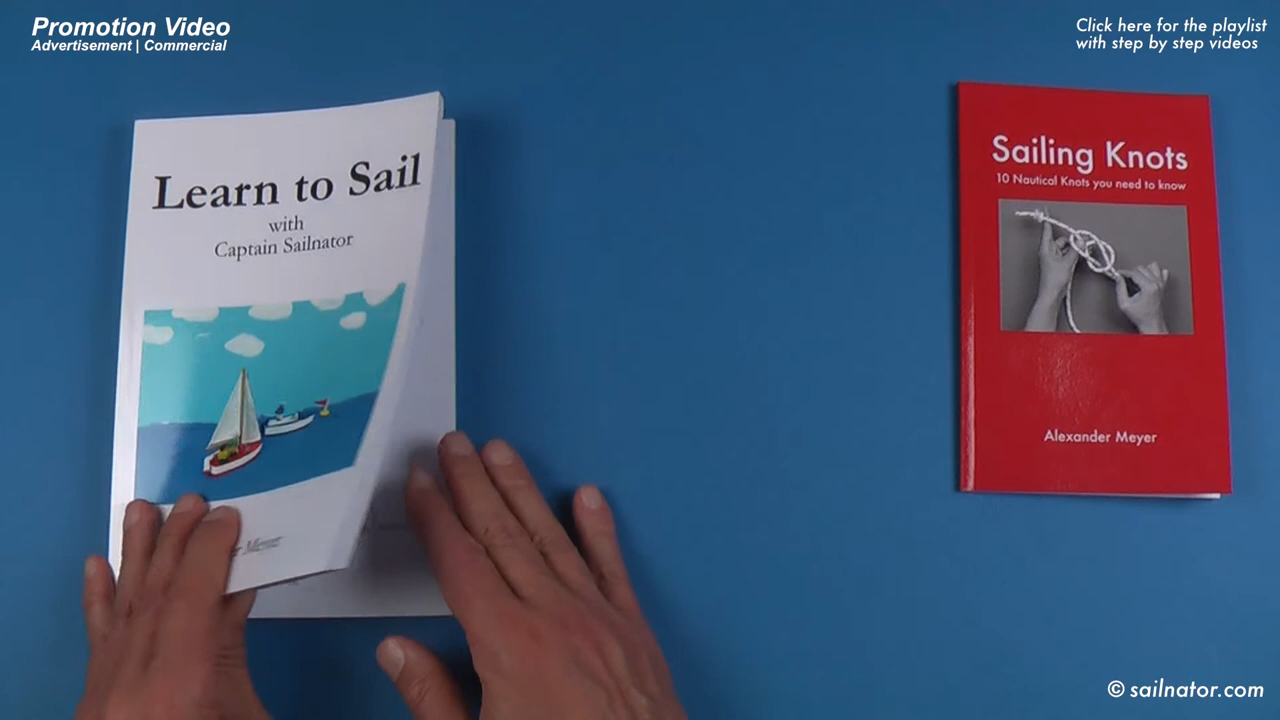 Promotion Video
Advertisement | Commercial
Click here for the playlist
with step by step videos
Learn to Sail
with
Captain Sailnator
Sailing Knots
10 Nautical Knots you need to know
Alexander Meyer
Meyer
© sailnator.com